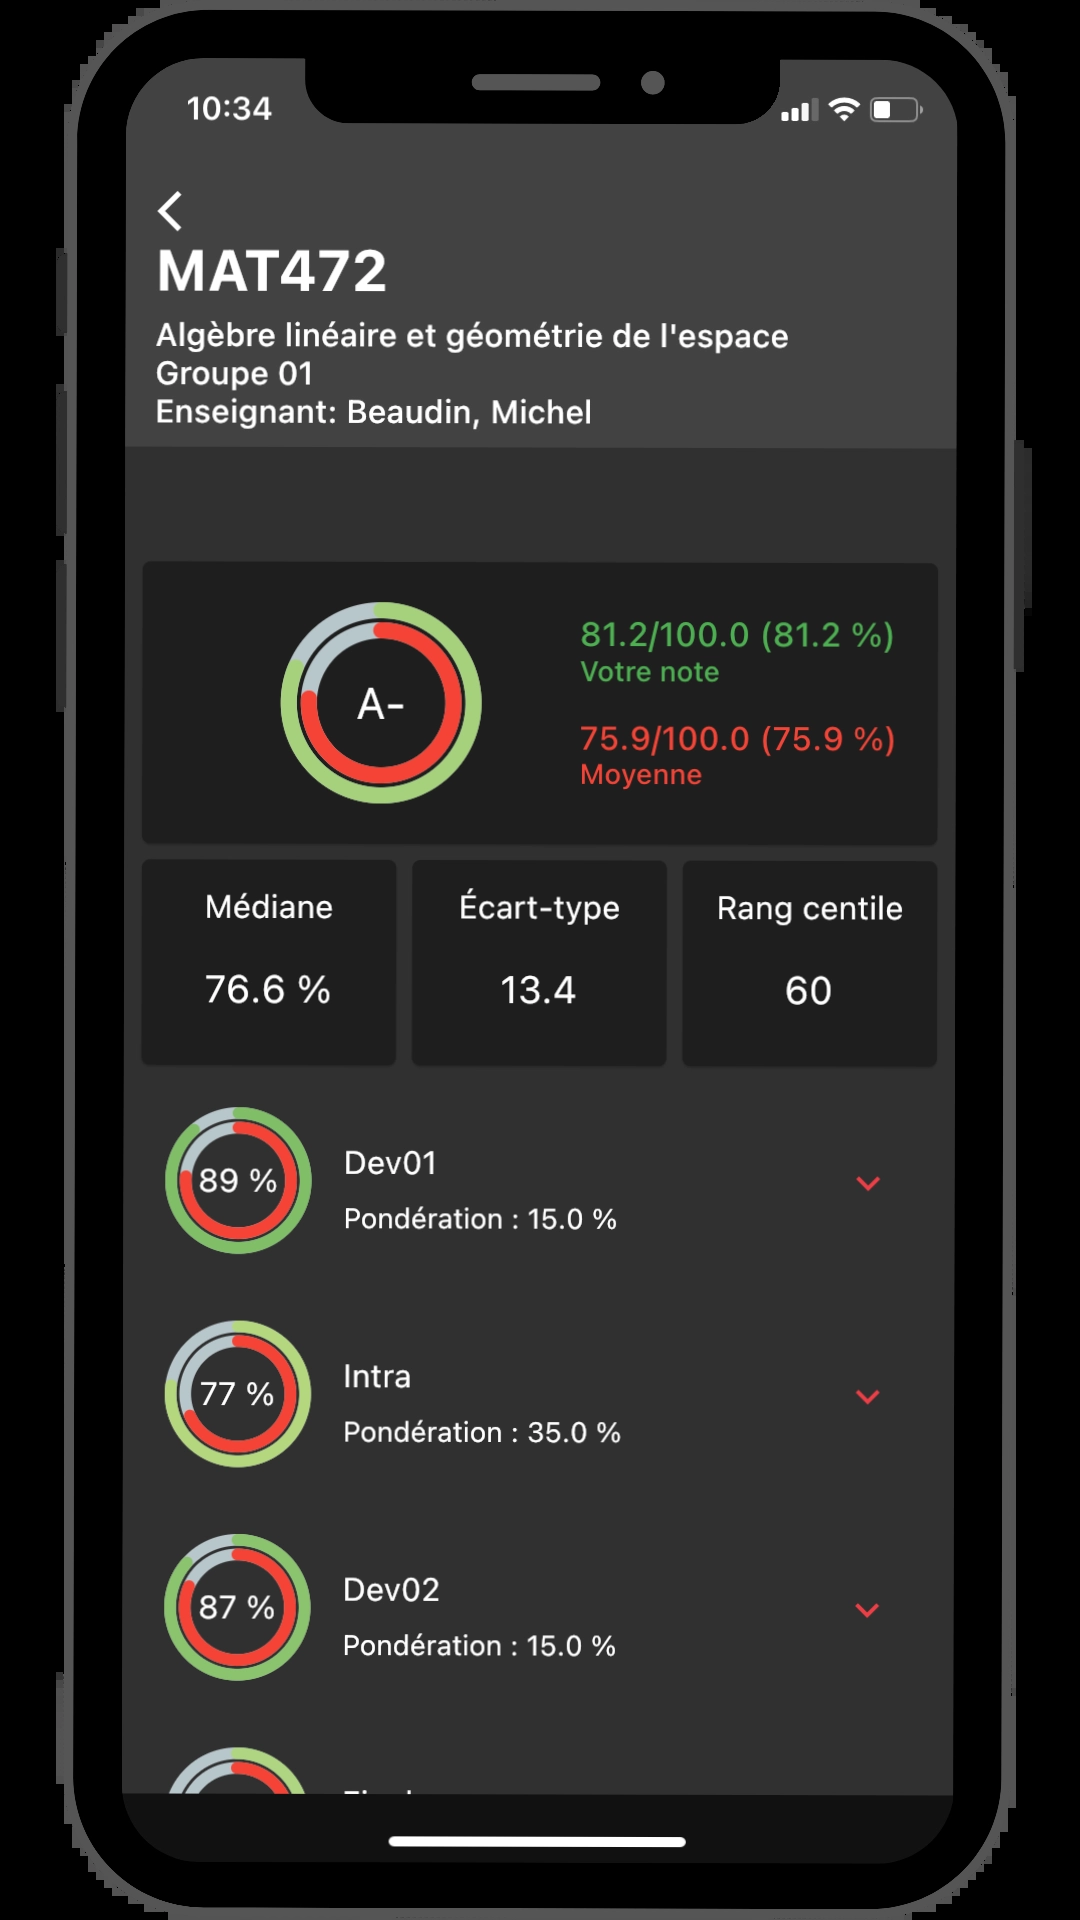 10:34
MAT472
Algèbre linéaire et géométrie de l'espace
Groupe 01
Enseignant: Beaudin, Michel
A-
81.2/100.0 (81.2 %)
Votre note
75.9/100.0 (75.9 %)
Moyenne
Médiane
76.6 %
Écart-type
13.4
Rang centile
60
89 %
Dev01
Pondération : 15.0 %
77 %
Intra
Pondération : 35.0 %
87 %
Dev02
Pondération : 15.0 %